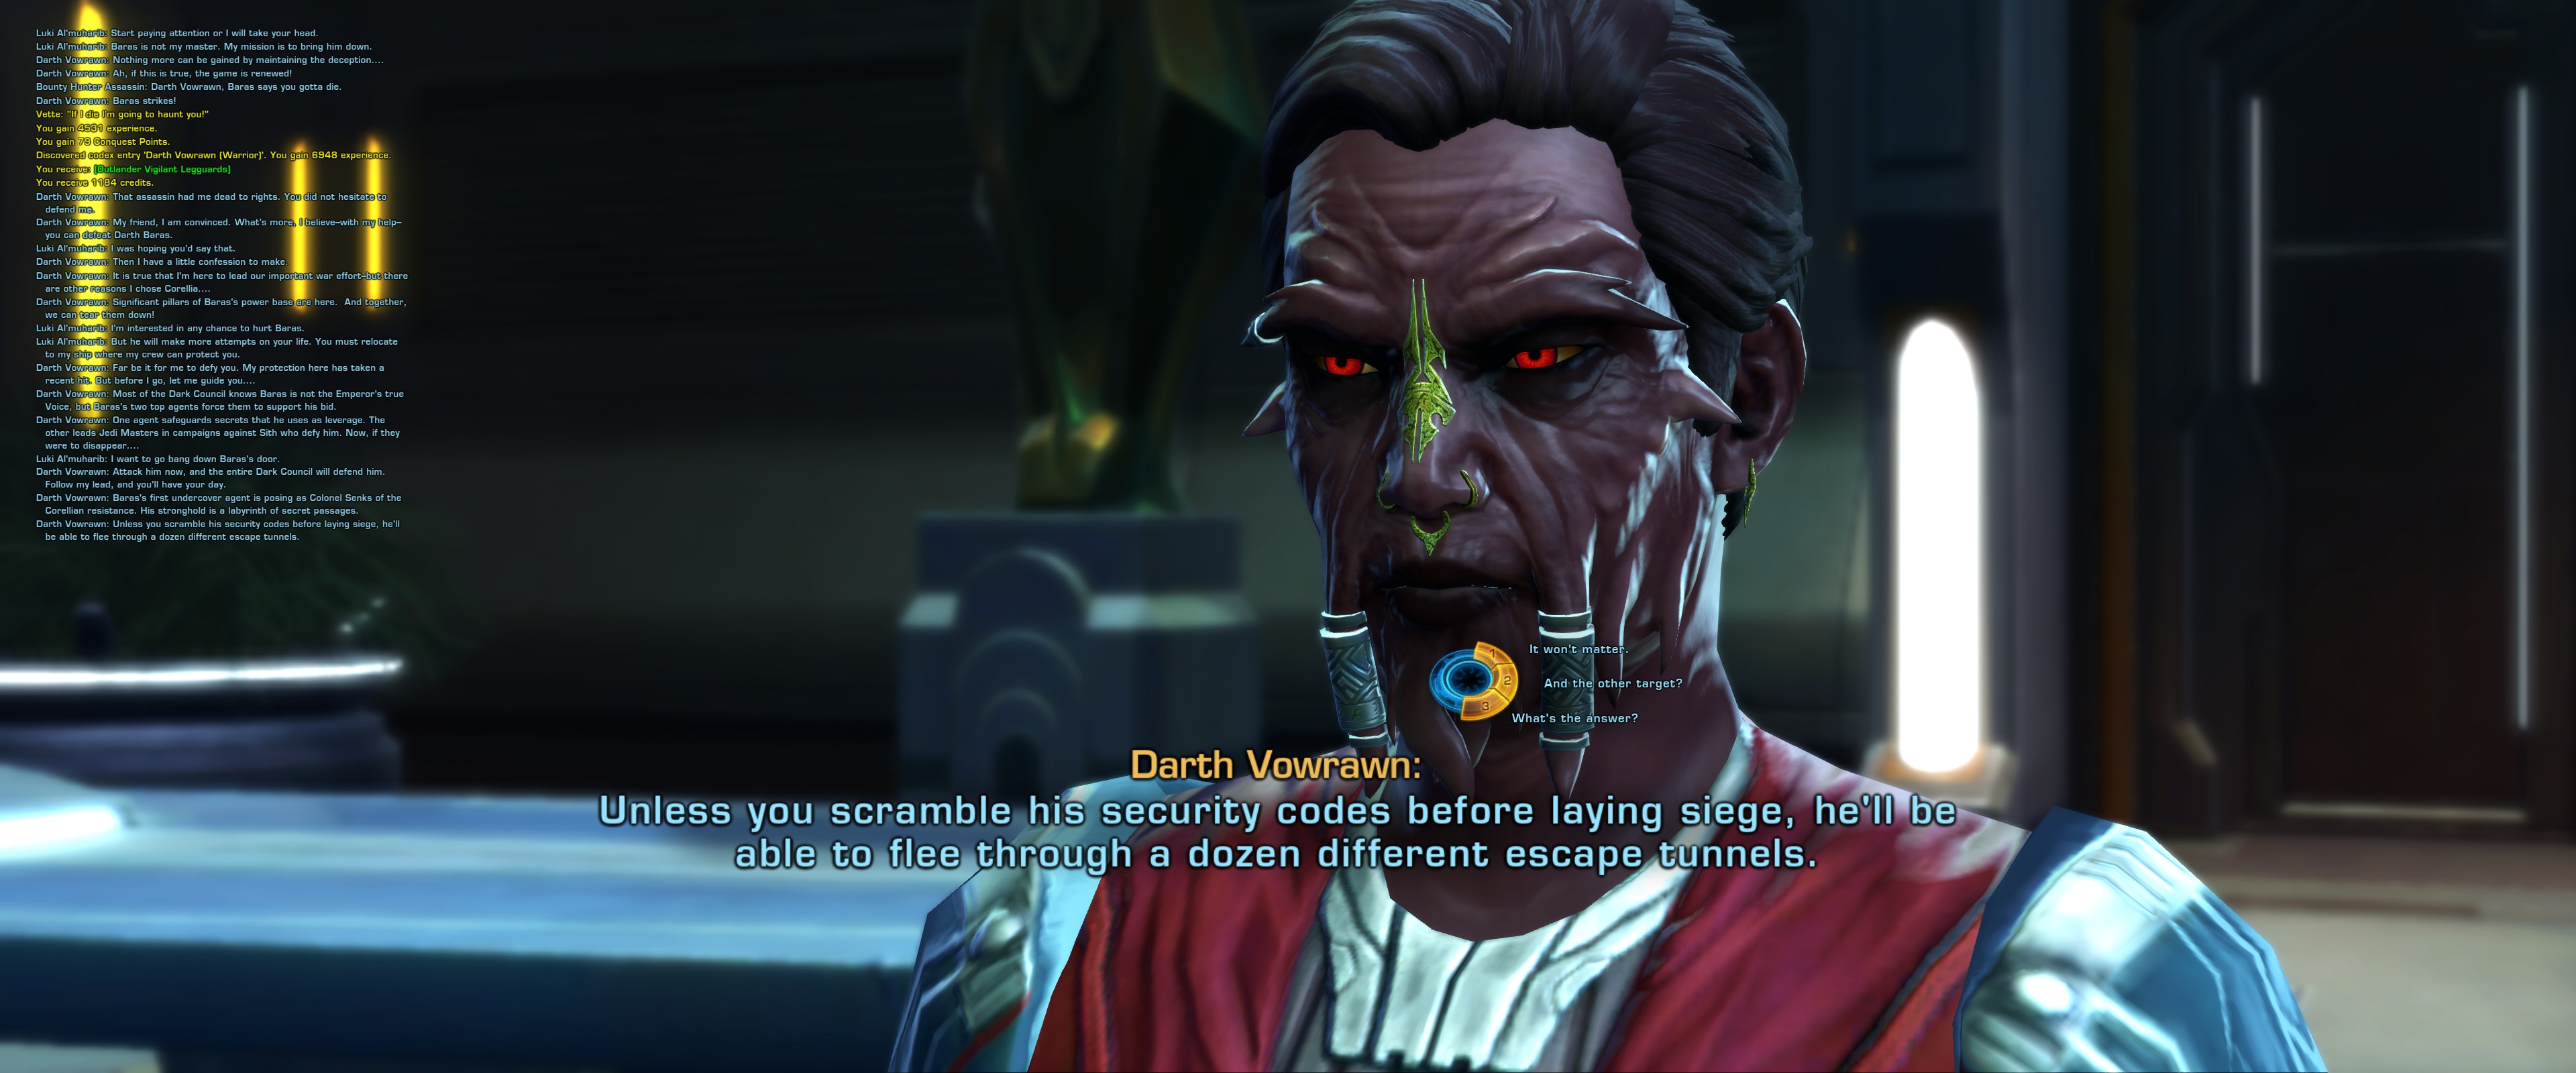 Luki Al'muharib: Start paying attention or I will take your head.
Luki Al'muharib: Baras is not my master. My mission is to bring him down.
Darth Vowrawn: Nothing more can be gained by maintaining the deception....
Darth Vowrawn: Ah, if this is true, the game is renewed!
Bounty Hunter Assassin: Darth Vowrawn, Baras says you gotta die.
Darth Vowrawn: Baras strikes!
Vette: "If I die I'm going to haunt you!"
You gain 4531 experience.
You gain 79 Conquest Points.
Discovered codex entry 'Darth Vowrawn (Warrior)'. You gain 6948 experience.
You receive: [Outlander Vigilant Legguards]
You receive 1184 credits.
Darth Vowrawn: That assassin had me dead to rights. You did not hesitate to
defend me.
Darth Vowrawn: My friend, I am convinced. What's more, I believe–with my help–
you can defeat Darth Baras.
Luki Al'muharib: I was hoping you'd say that.
Darth Vowrawn: Then I have a little confession to make.
Darth Vowrawn: It is true that I'm here to lead our important war effort–but there
are other reasons I chose Corellia....
Darth Vowrawn: Significant pillars of Baras's power base are here.  And together,
we can tear them down!
Luki Al'muharib: I'm interested in any chance to hurt Baras.
Luki Al'muharib: But he will make more attempts on your life. You must relocate
to my ship where my crew can protect you.
Darth Vowrawn: Far be it for me to defy you. My protection here has taken a
recent hit. But before I go, let me guide you....
Darth Vowrawn: Most of the Dark Council knows Baras is not the Emperor's true
Voice, but Baras's two top agents force them to support his bid.
Darth Vowrawn: One agent safeguards secrets that he uses as leverage. The
other leads Jedi Masters in campaigns against Sith who defy him. Now, if they
were to disappear....
Luki Al'muharib: I want to go bang down Baras's door.
Darth Vowrawn: Attack him now, and the entire Dark Council will defend him.
Follow my lead, and you'll have your day.
Darth Vowrawn: Baras's first undercover agent is posing as Colonel Senks of the
Corellian resistance. His stronghold is a labyrinth of secret passages.
Darth Vowrawn: Unless you scramble his security codes before laying siege, he'll
be able to flee through a dozen different escape tunnels.
1 It won't matter.
2 And the other target?
3 What's the answer?
Darth Vowrawn:
Unless you scramble his security codes before laying siege, he'll be
able to flee through a dozen different escape tunnels.